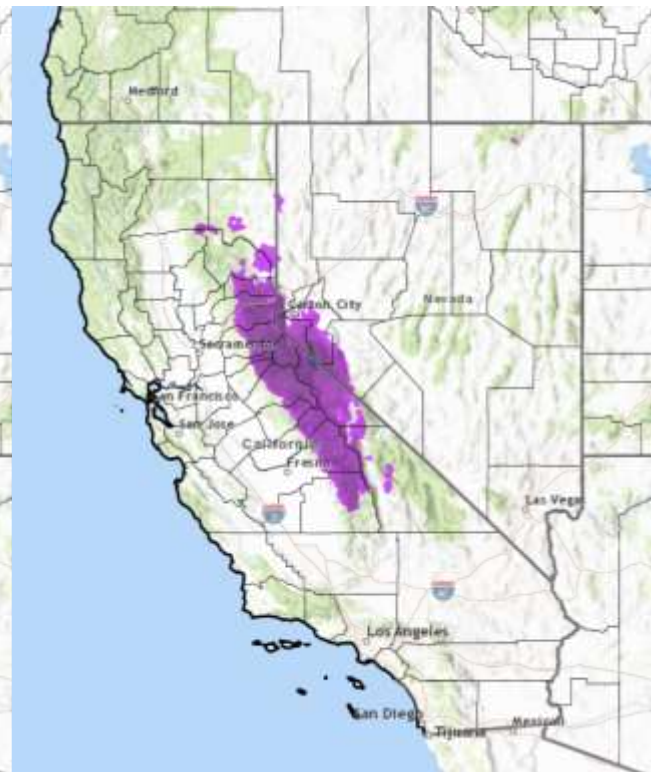 Medford
Carson City
Nevada
Sacramento
San Francisco
San Jose
California
Fresno
Las Vegas
Los Angeles
San Diego
Tijuana
Mexicali